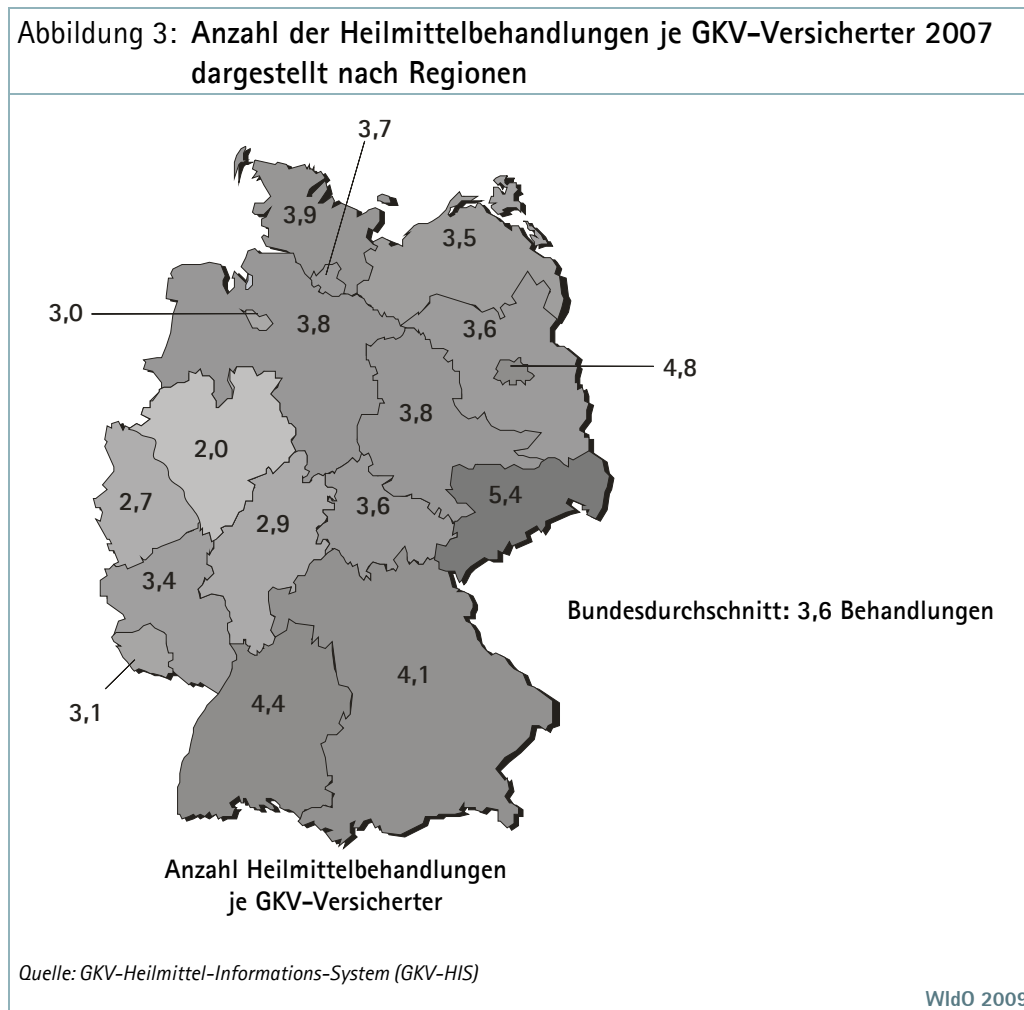 Abbildung 3: Anzahl der Heilmittelbehandlungen je GKV-Versicherter 2007
dargestellt nach Regionen
3,7
3,9
3,5
3,0
3,8
3,6
4,8
3,8
2,0
2,7
5,4
3,6
2,9
3,4
Bundesdurchschnitt: 3,6 Behandlungen
4,1
4,4
3,1
Anzahl Heilmittelbehandlungen
je GKV-Versicherter
Quelle: GKV-Heilmittel-Informations-System (GKV-HIS)
WIdO 2009